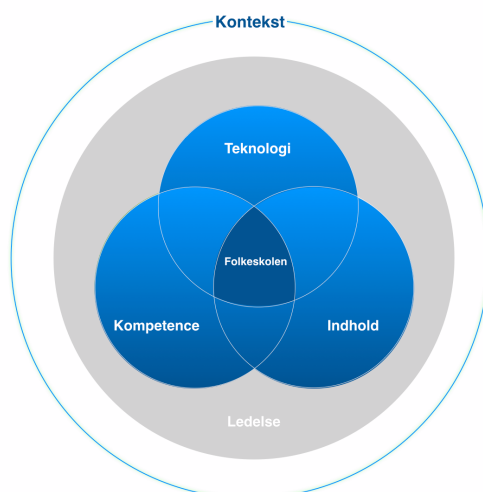 Kontekst
Teknologi
Folkeskolen
Kompetence
Indhold
Ledelse